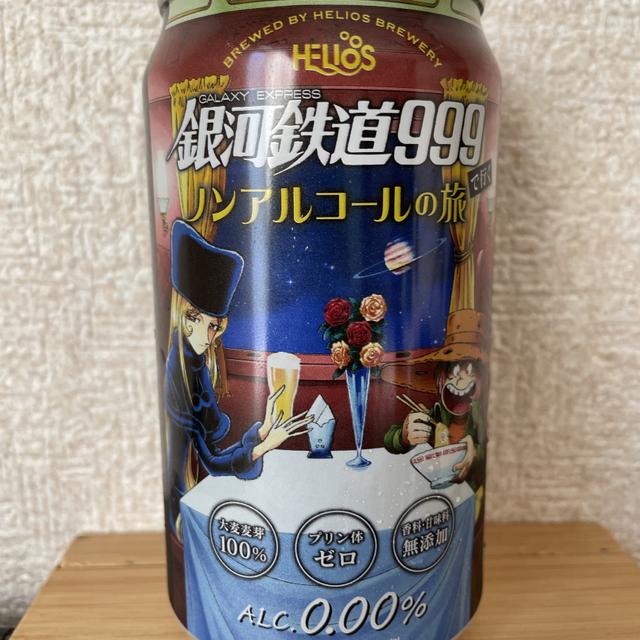 BREWED BY HELIOS BREWERY
HELIOS
GALAXY EXPRESS
銀河鉄道999
で行く
ノンアルコールの旅
大麦麦芽
100%
プリン体
ゼロ
香料・甘味料
無添加
ALC.0.00%